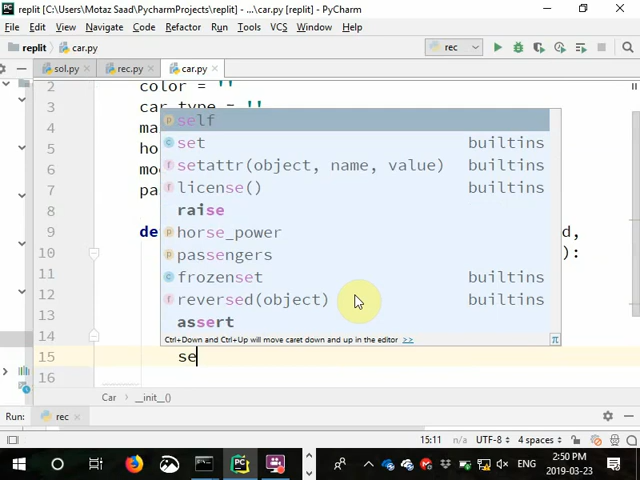 replit [C:\Users\Motaz Saad\PycharmProjects\replit] - ...\car.py [replit] - PyCharm
File Edit View Navigate Code Refactor Run Tools VCS Window Help
replit car.py rec
sol.py rec.py car.py
2 color = ''
3 car_type = ''
4 ma
5 ho
6 mo
7 pa
8
9 de d,
10 ):
11
12
13
14
15 se
16
self
set builtins
setattr(object, name, value) builtins
license() builtins
raise
horse_power
passengers
frozenset builtins
reversed(object) builtins
assert
Ctrl+Down and Ctrl+Up will move caret down and up in the editor >> π
Car __init__()
Run: rec
15:11 n/a UTF-8 4 spaces
ENG 2:50 PM
2019-03-23